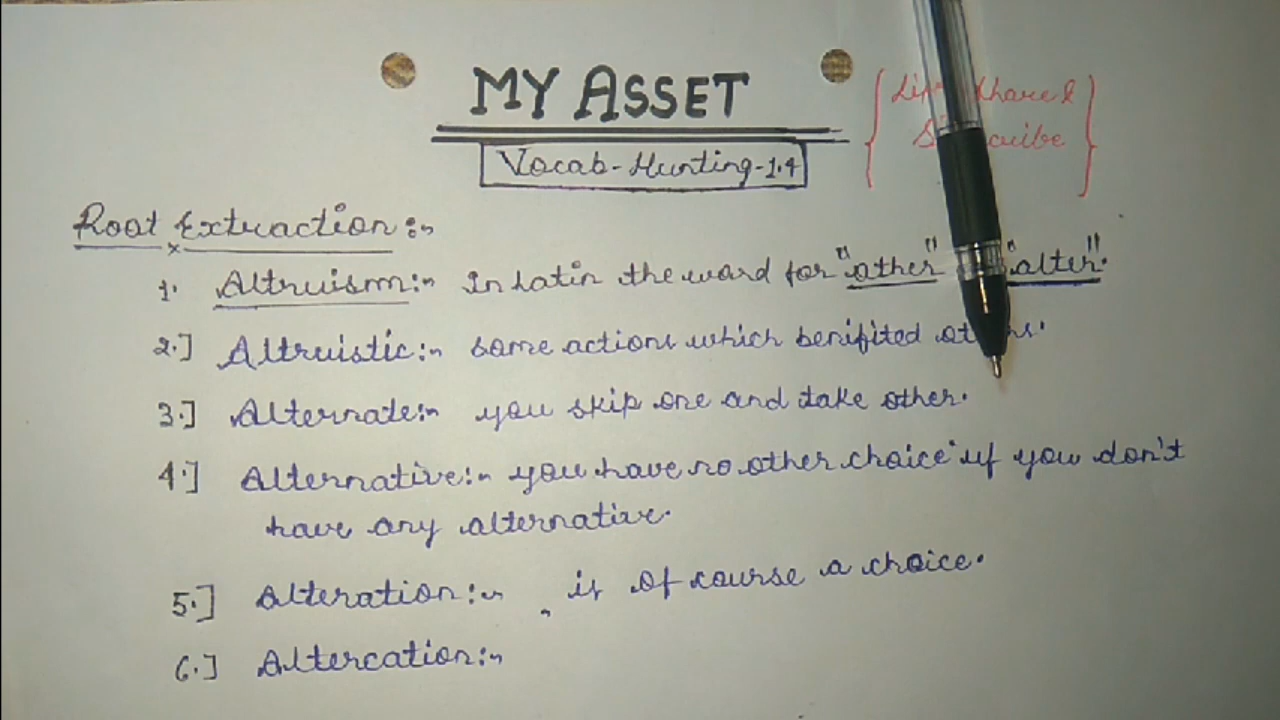 MY ASSET
{ Share &
Vocab-Hunting-1.4
Root Extraction:-
1. Altruism:- In Latin the word for "other" "alter".
2.] Altruistic:- some actions which benifited
3.] Alternate:- you skip one and take other.
4.] Alternative:- you have no other choice if you don't
have any alternative.
5.] Alteration:- is of course a choice.
6.] Altercation:-